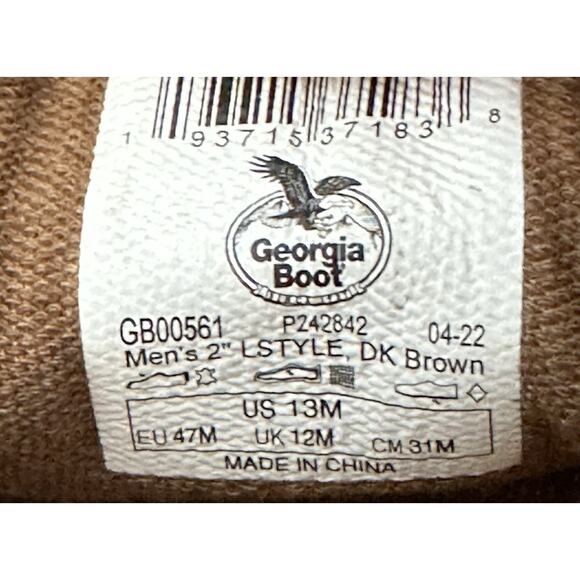 1 93715 37183 8
Georgia
Boot
GB00561 PZ42842 04-22
Men's 2" LSTYLE, DK Brown
US 13M
EU 47M UK 12M CM 31M
MADE IN CHINA